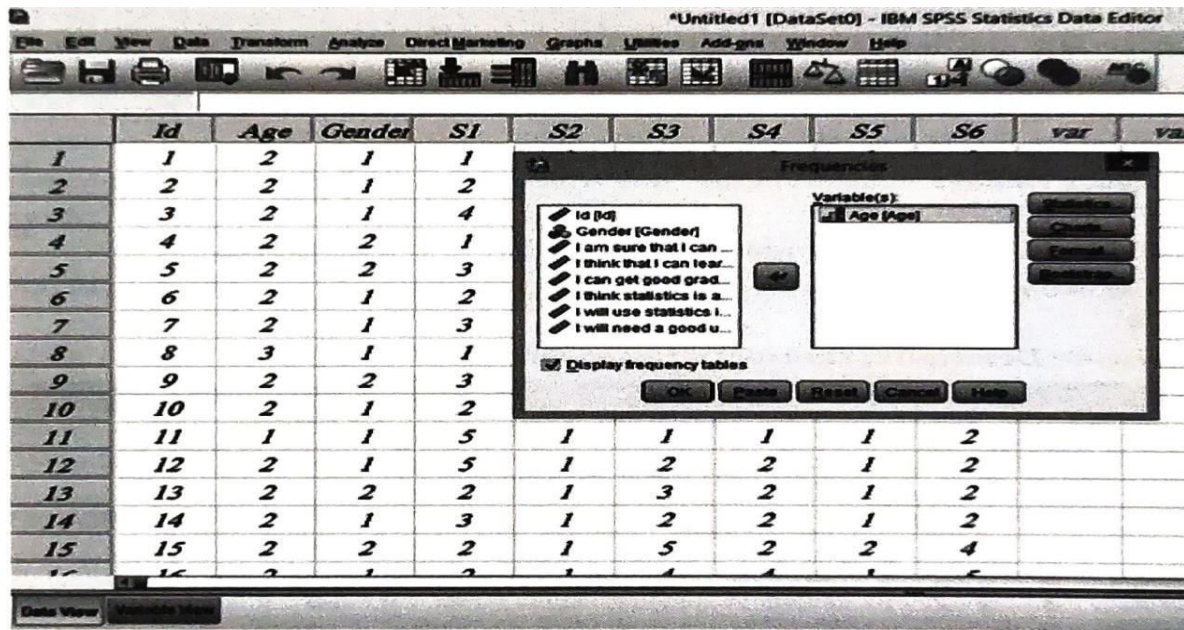 *Untitled1 [DataSet0] - IBM SPSS Statistics Data Editor
File Edit View Data Transform Analyze Direct Marketing Graphs Utilities Add-ons Window Help
Id Age Gender S1 S2 S3 S4 S5 S6 var
1 1 2 1 1
2 2 2 1 2
3 3 2 1 4
4 4 2 2 1
5 5 2 2 3
6 6 2 1 2
7 7 2 1 3
8 8 3 1 1
9 9 2 2 3
10 10 2 1 2
11 11 1 1 5 1 1 1 1 2
12 12 2 1 5 1 2 2 1 2
13 13 2 2 2 1 3 2 1 2
14 14 2 1 3 1 2 2 1 2
15 15 2 2 2 1 5 2 2 4
Frequencies
Id [Id]
Gender [Gender]
I am sure that I can ...
I think that I can lear...
I can get good grad...
I think statistics is a...
I will use statistics i...
I will need a good u...
Variable(s):
Age [Age]
Statistics...
Charts...
Format...
Bootstrap...
Display frequency tables
OK Paste Reset Cancel Help
Data View Variable View